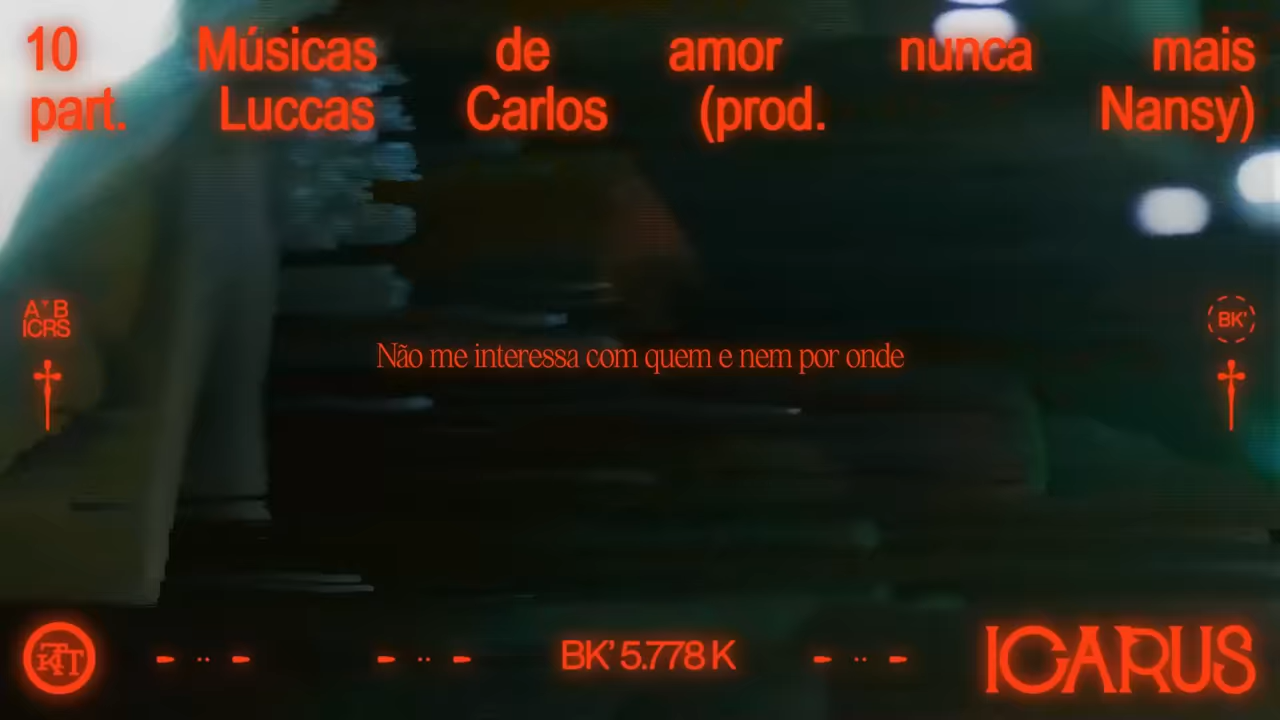 10 Músicas de amor nunca mais
part. Luccas Carlos (prod. Nansy)
A B
ICRS
BK'
Não me interessa com quem e nem por onde
BK' 5.778 K
ICARUS